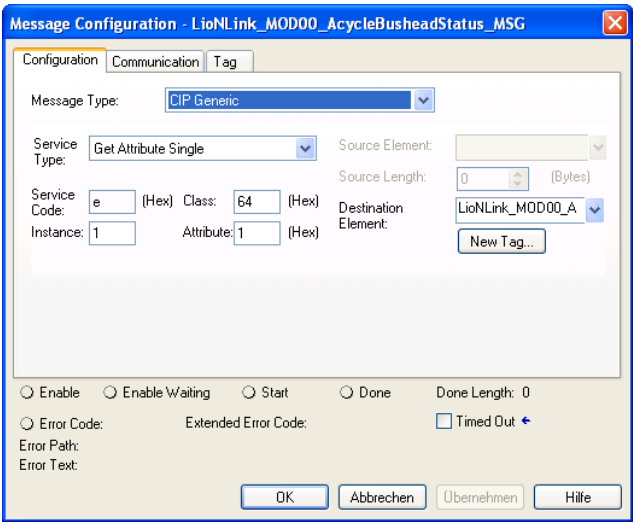 Message Configuration - LioNLink_MOD00_AcycleBusheadStatus_MSG
Configuration Communication Tag
Message Type: CIP Generic
Service Type: Get Attribute Single
Source Element:
Source Length: 0 (Bytes)
Service Code: e (Hex) Class: 64 (Hex)
Destination Element: LioNLink_MOD00_A
Instance: 1 Attribute: 1 (Hex)
New Tag...
Enable Enable Waiting Start Done Done Length: 0
Error Code: Extended Error Code: Timed Out
Error Path:
Error Text:
OK Abbrechen Übernehmen Hilfe